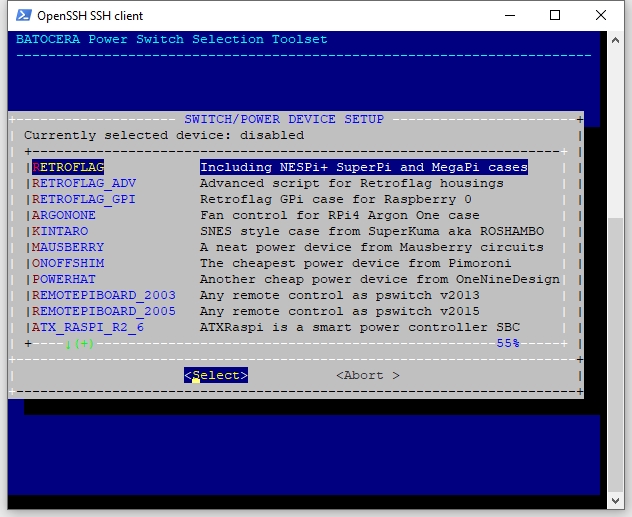 OpenSSH SSH client
BATOCERA Power Switch Selection Toolset
SWITCH/POWER DEVICE SETUP
Currently selected device: disabled
RETROFLAG Including NESPi+ SuperPi and MegaPi cases
RETROFLAG_ADV Advanced script for Retroflag housings
RETROFLAG_GPI Retroflag GPi case for Raspberry 0
ARGONONE Fan control for RPi4 Argon One case
KINTARO SNES style case from SuperKuma aka ROSHAMBO
MAUSBERRY A neat power device from Mausberry circuits
ONOFFSHIM The cheapest power device from Pimoroni
POWERHAT Another cheap power device from OneNineDesign
REMOTEPIBOARD_2003 Any remote control as pswitch v2013
REMOTEPIBOARD_2005 Any remote control as pswitch v2015
ATX_RASPI_R2_6 ATXRaspi is a smart power controller SBC
↓(+) 55%
<Select> <Abort >